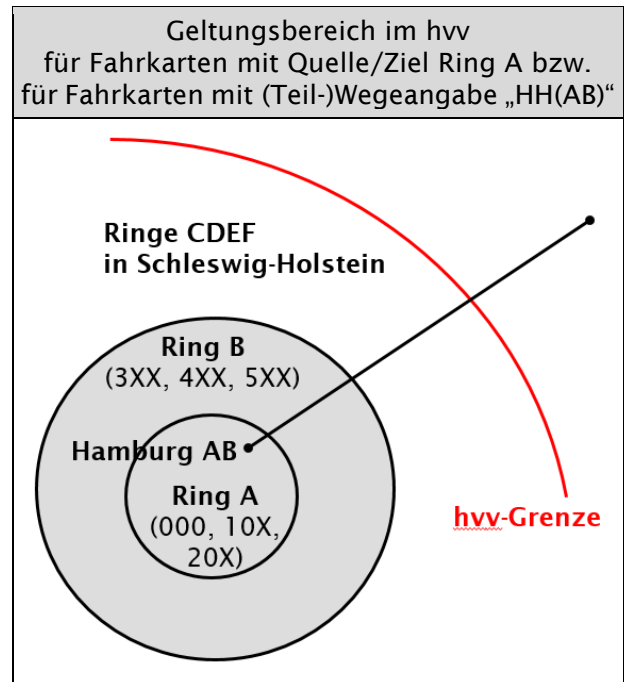 Geltungsbereich im hvv
für Fahrkarten mit Quelle/Ziel Ring A bzw.
für Fahrkarten mit (Teil-)Wegeangabe „HH(AB)“
Ringe CDEF
in Schleswig-Holstein
Ring B
(3XX, 4XX, 5XX)
Hamburg AB
Ring A
(000, 10X,
20X)
hvv-Grenze